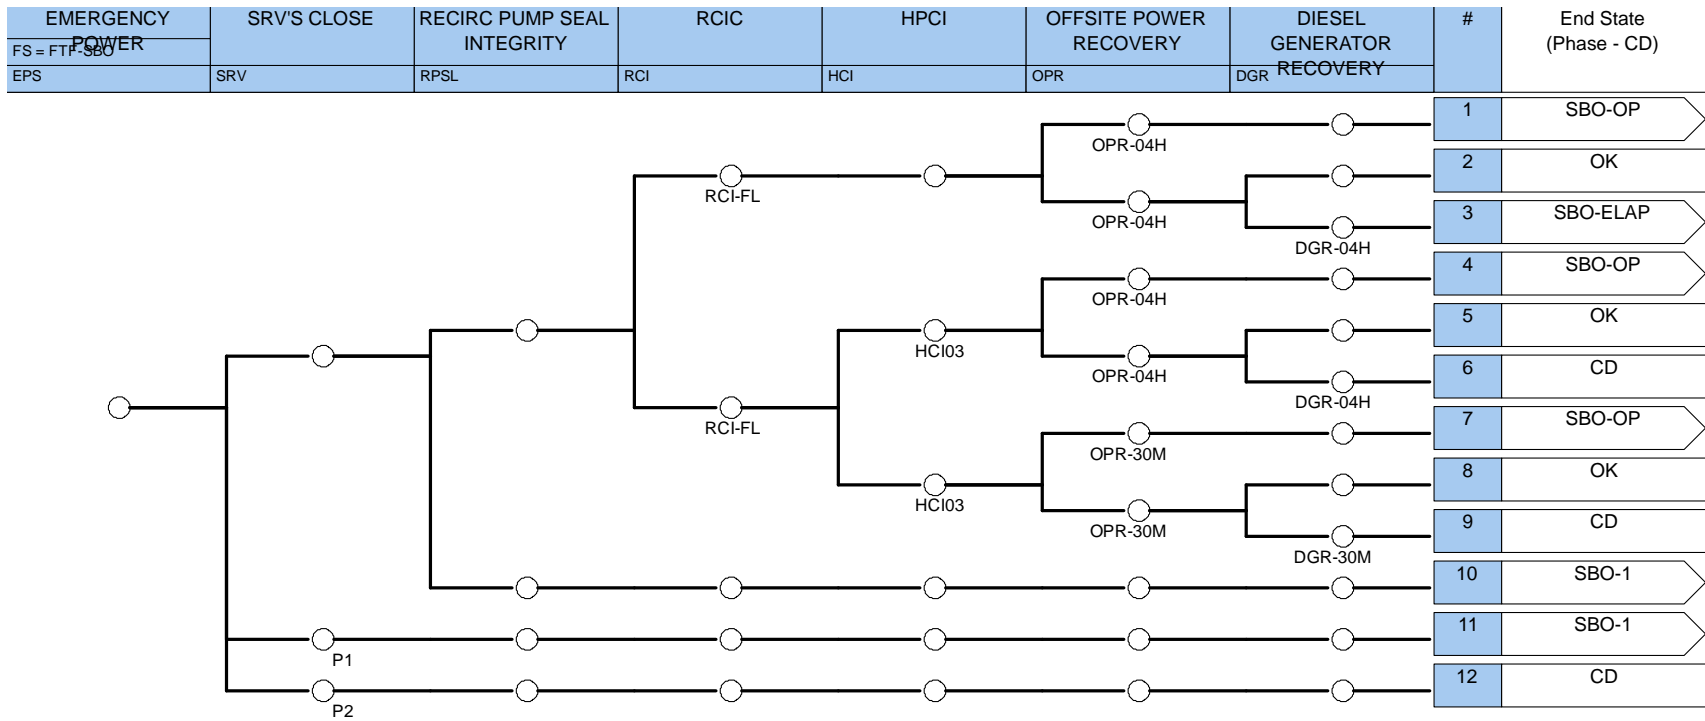 EMERGENCY
POWER
FS = FTF-SBO
EPS
SRV'S CLOSE
SRV
RECIRC PUMP SEAL
INTEGRITY
RPSL
RCIC
RCI
HPCI
HCI
OFFSITE POWER
RECOVERY
OPR
DIESEL
GENERATOR
RECOVERY
DGR
#
End State
(Phase - CD)
1 SBO-OP
OPR-04H
2 OK
RCI-FL
OPR-04H
3 SBO-ELAP
DGR-04H
4 SBO-OP
OPR-04H
5 OK
HCI03
OPR-04H
6 CD
DGR-04H
RCI-FL
7 SBO-OP
OPR-30M
8 OK
HCI03
OPR-30M
9 CD
DGR-30M
10 SBO-1
11 SBO-1
P1
12 CD
P2